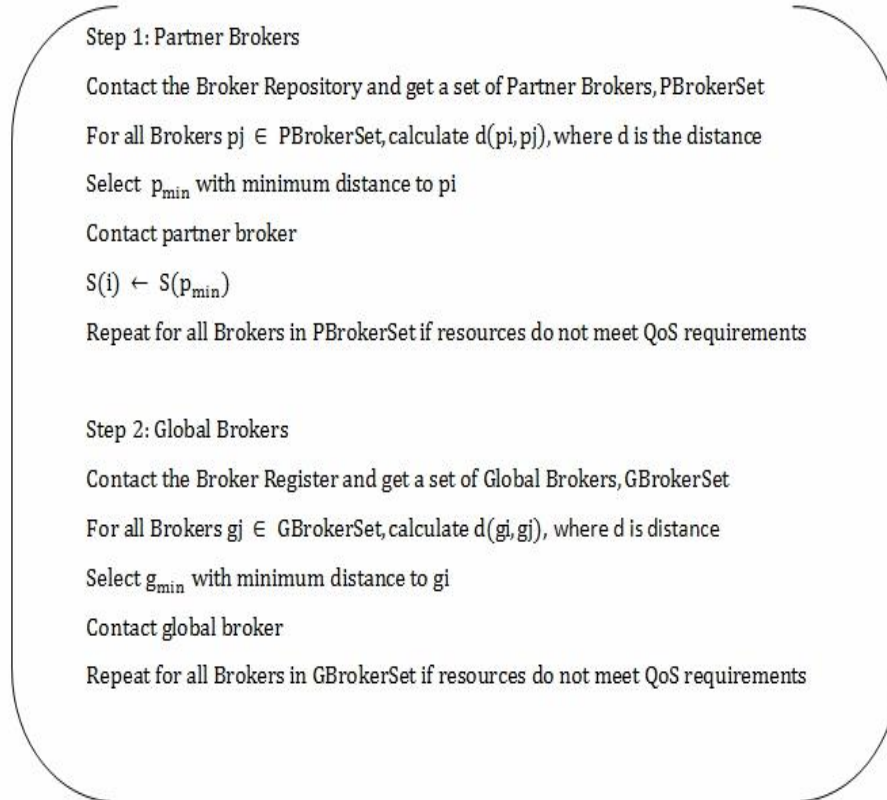 Step 1: Partner Brokers
Contact the Broker Repository and get a set of Partner Brokers, PBrokerSet
For all Brokers pj ∈ PBrokerSet, calculate d(pi,pj), where d is the distance
Select p_min with minimum distance to pi
Contact partner broker
S(i) ← S(p_min)
Repeat for all Brokers in PBrokerSet if resources do not meet QoS requirements
Step 2: Global Brokers
Contact the Broker Register and get a set of Global Brokers, GBrokerSet
For all Brokers gj ∈ GBrokerSet, calculate d(gi,gj), where d is distance
Select g_min with minimum distance to gi
Contact global broker
Repeat for all Brokers in GBrokerSet if resources do not meet QoS requirements